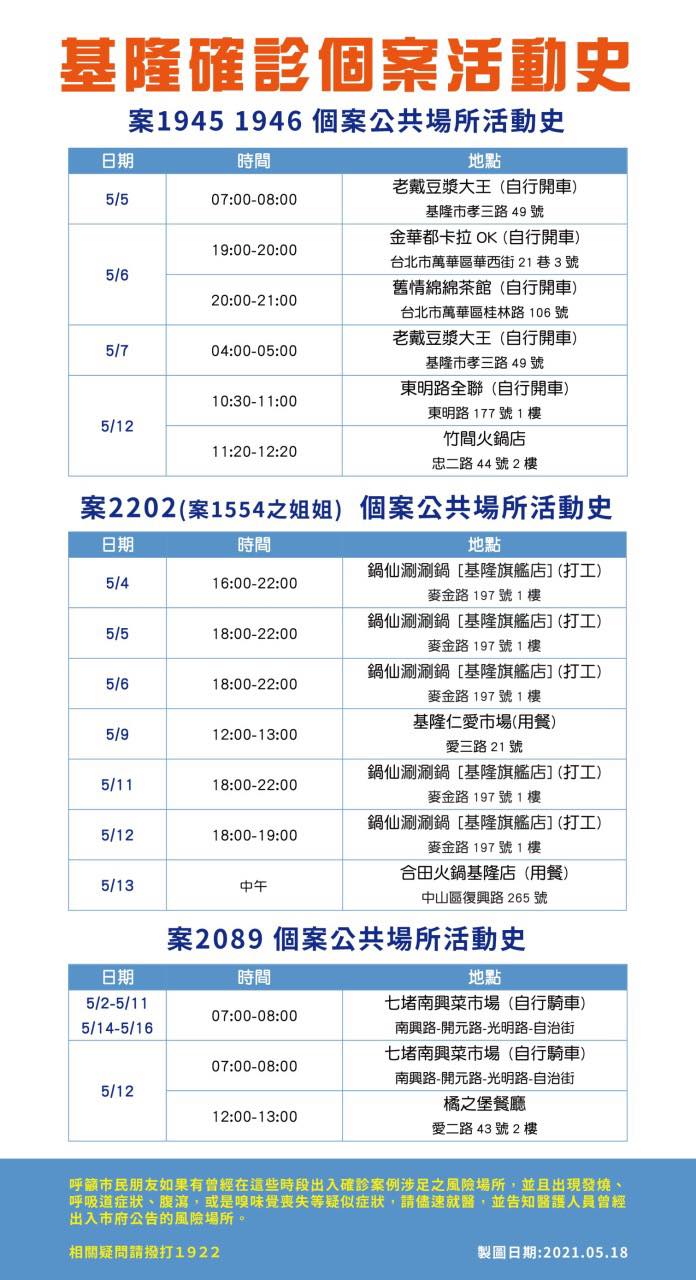 基隆確診個案活動史
案1945 1946 個案公共場所活動史
日期 時間 地點
5/5 07:00-08:00 老戴豆漿大王 (自行開車)
基隆市孝三路 49 號
5/6 19:00-20:00 金華都卡拉 OK (自行開車)
台北市萬華區華西街 21 巷 3 號
20:00-21:00 舊情綿綿茶館 (自行開車)
台北市萬華區桂林路 106 號
5/7 04:00-05:00 老戴豆漿大王 (自行開車)
基隆市孝三路 49 號
5/12 10:30-11:00 東明路全聯 (自行開車)
東明路 177 號 1 樓
11:20-12:20 竹間火鍋店
忠二路 44 號 2 樓
案2202(案1554之姐姐) 個案公共場所活動史
日期 時間 地點
5/4 16:00-22:00 鍋仙涮涮鍋 [基隆旗艦店] (打工)
麥金路 197 號 1 樓
5/5 18:00-22:00 鍋仙涮涮鍋 [基隆旗艦店] (打工)
麥金路 197 號 1 樓
5/6 18:00-22:00 鍋仙涮涮鍋 [基隆旗艦店] (打工)
麥金路 197 號 1 樓
5/9 12:00-13:00 基隆仁愛市場(用餐)
愛三路 21 號
5/11 18:00-22:00 鍋仙涮涮鍋 [基隆旗艦店] (打工)
麥金路 197 號 1 樓
5/12 18:00-19:00 鍋仙涮涮鍋 [基隆旗艦店] (打工)
麥金路 197 號 1 樓
5/13 中午 合田火鍋基隆店 (用餐)
中山區復興路 265 號
案2089 個案公共場所活動史
日期 時間 地點
5/2-5/11
5/14-5/16 07:00-08:00 七堵南興菜市場 (自行騎車)
南興路-開元路-光明路-自治街
5/12 07:00-08:00 七堵南興菜市場 (自行騎車)
南興路-開元路-光明路-自治街
12:00-13:00 橘之堡餐廳
愛二路 43 號 2 樓
呼籲市民朋友如果有曾經在這些時段出入確診案例涉足之風險場所，並且出現發燒、
呼吸道症狀、腹瀉，或是嗅味覺喪失等疑似症狀，請儘速就醫，並告知醫護人員曾經
出入市府公告的風險場所。
相關疑問請撥打1922 製圖日期:2021.05.18